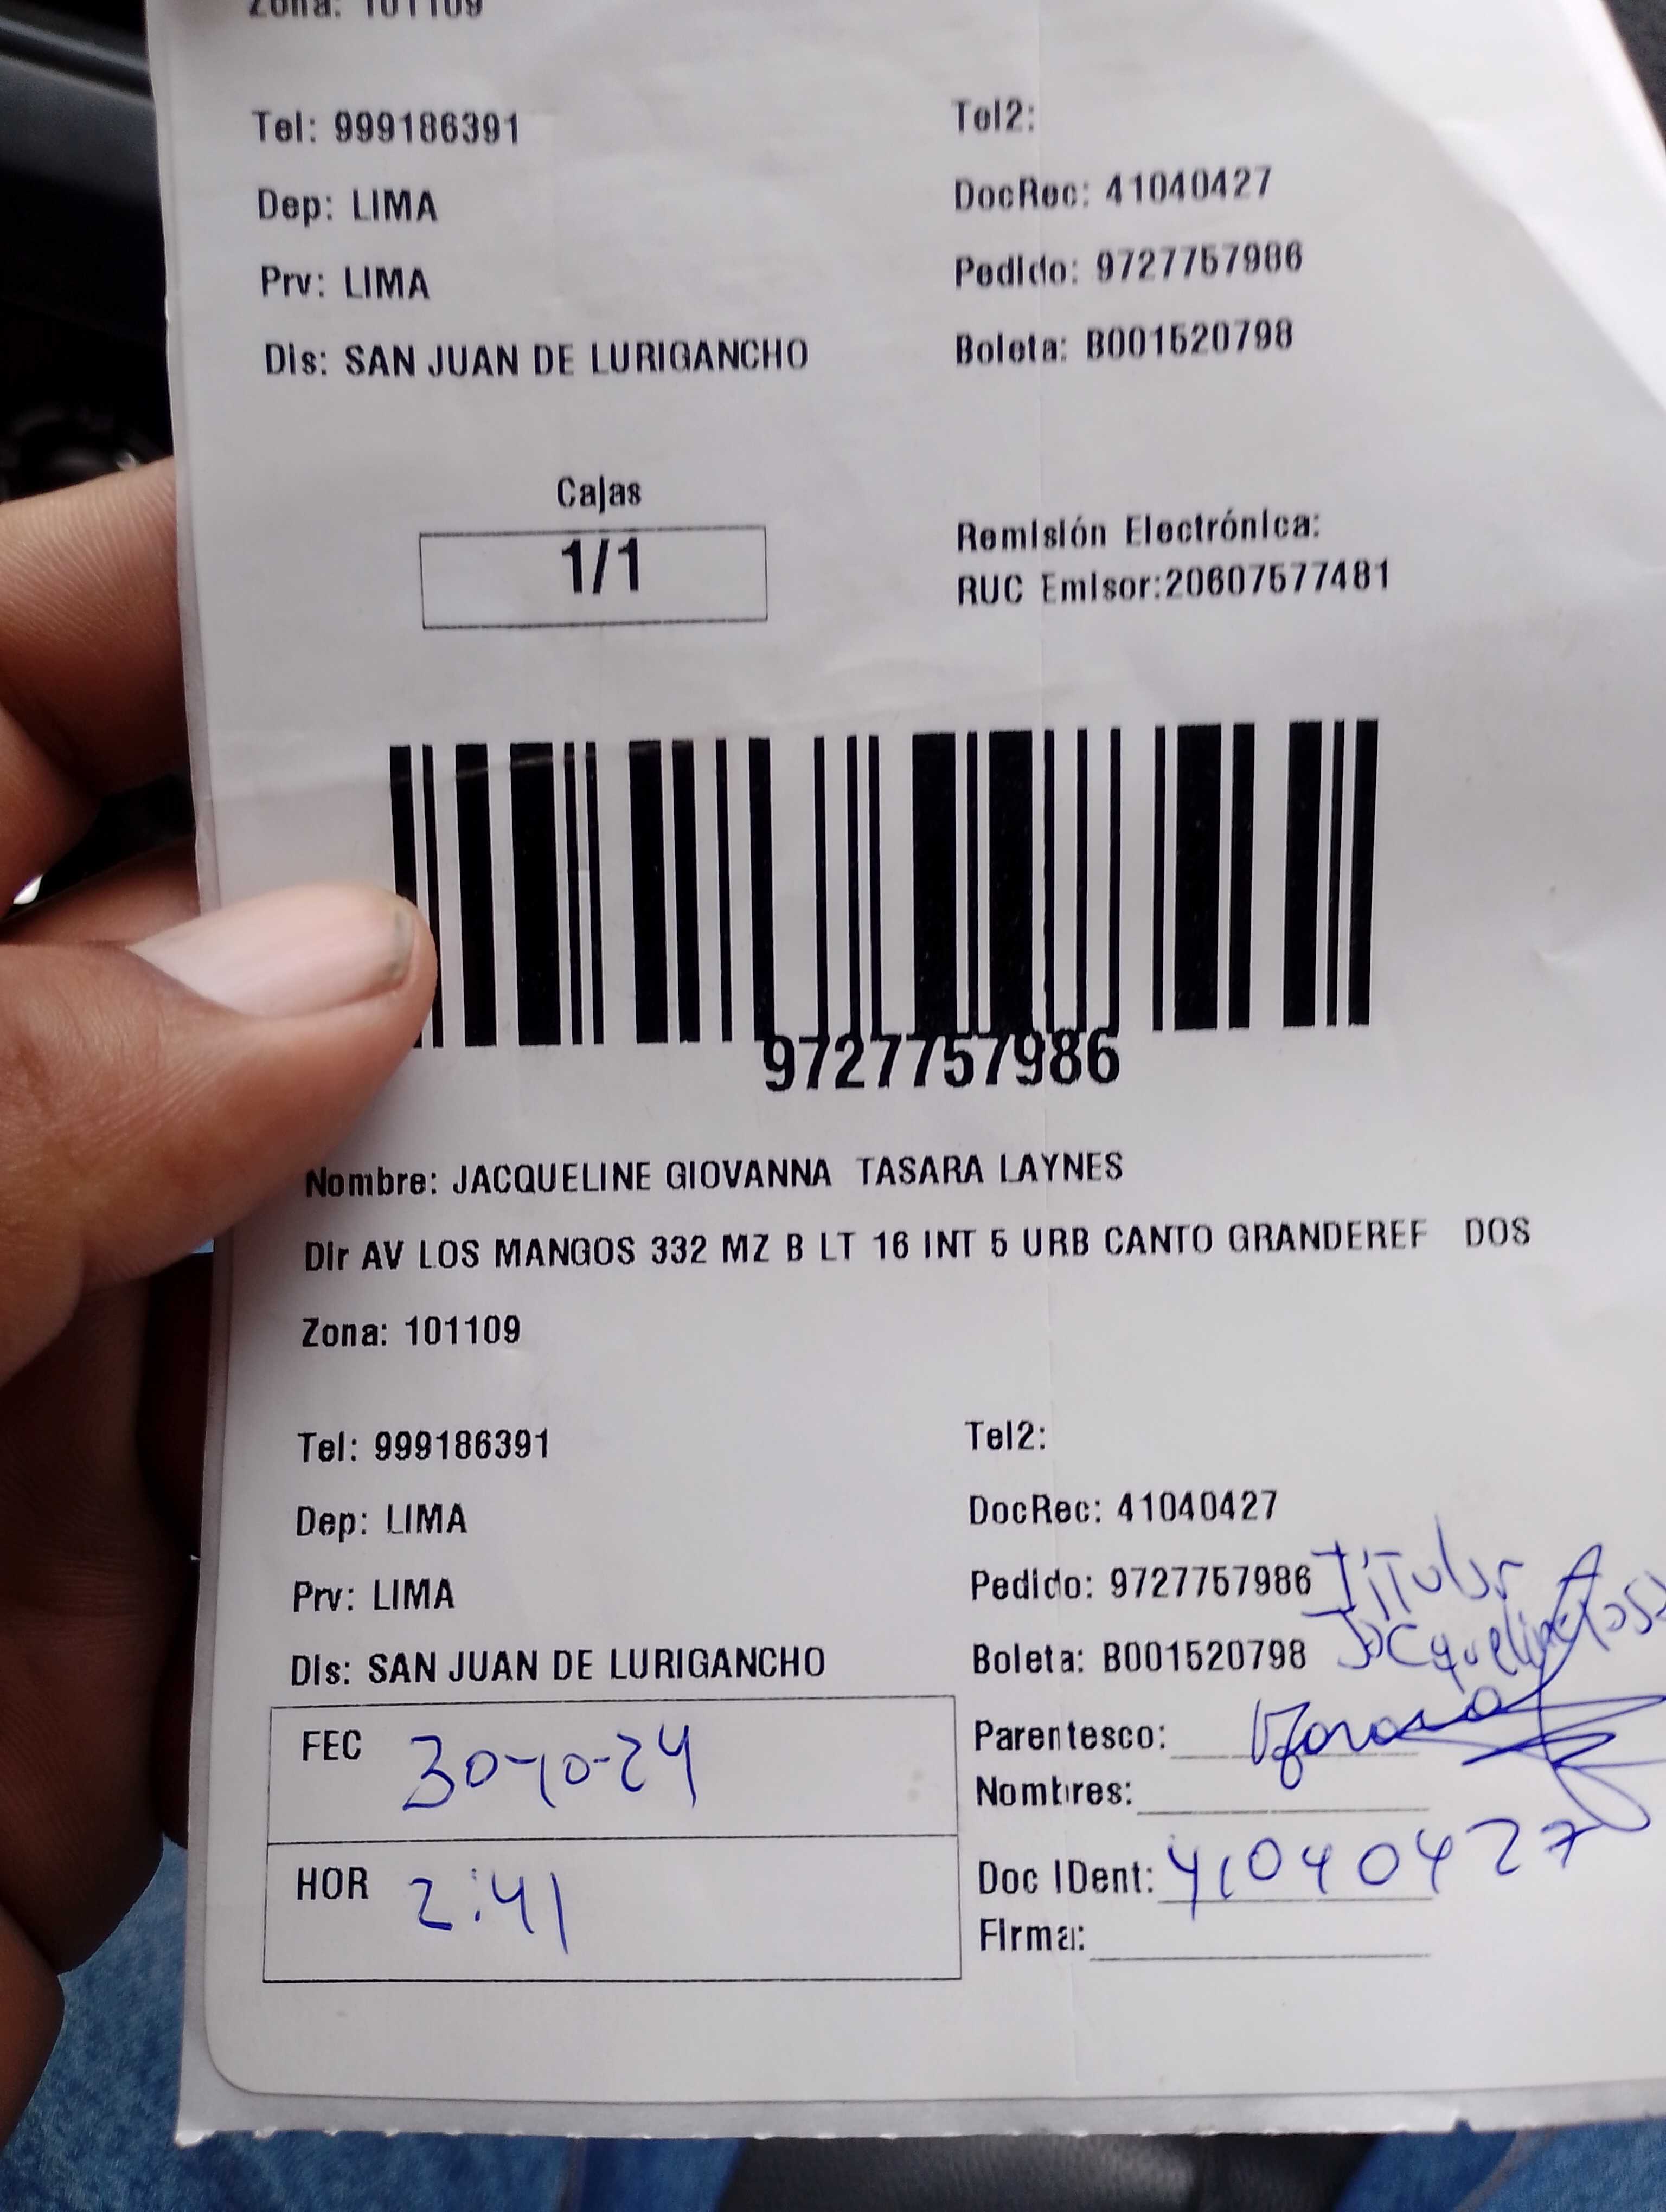 Zona: 101109
Tel: 999186391 Tel2:
Dep: LIMA DocRec: 41040427
Prv: LIMA Pedido: 9727757986
Dis: SAN JUAN DE LURIGANCHO Boleta: B001520798
Cajas
1/1
Remisión Electrónica:
RUC Emisor:20607577481
9727757986
Nombre: JACQUELINE GIOVANNA TASARA LAYNES
Dir AV LOS MANGOS 332 MZ B LT 16 INT 5 URB CANTO GRANDEREF DOS
Zona: 101109
Tel: 999186391 Tel2:
Dep: LIMA DocRec: 41040427
Prv: LIMA Pedido: 9727757986 Titular
Dis: SAN JUAN DE LURIGANCHO Boleta: B001520798 Jacqueline
FEC 30-10-24 Parentesco:
Nombres:
HOR 2:41 Doc IDent: 41040427
Firma: